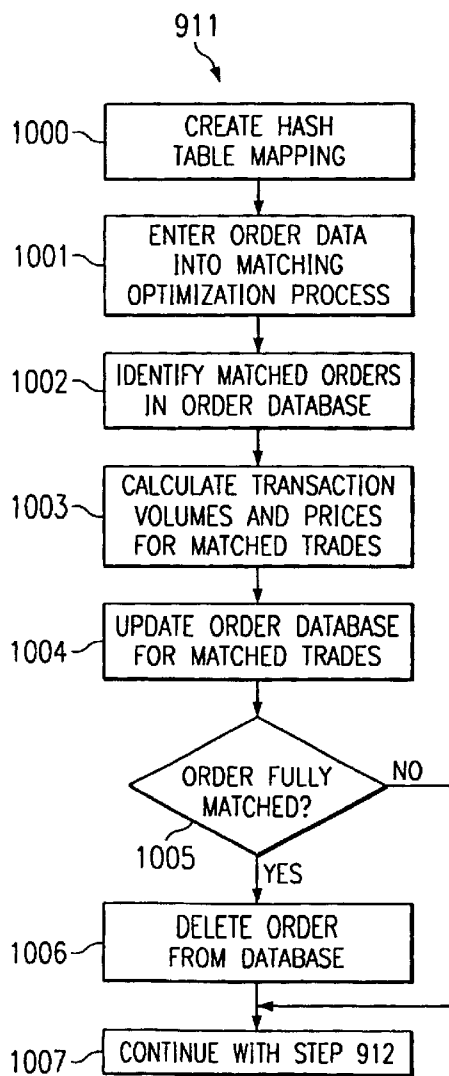 911
1000
CREATE HASH
TABLE MAPPING
1001
ENTER ORDER DATA
INTO MATCHING
OPTIMIZATION PROCESS
1002
IDENTIFY MATCHED ORDERS
IN ORDER DATABASE
1003
CALCULATE TRANSACTION
VOLUMES AND PRICES
FOR MATCHED TRADES
1004
UPDATE ORDER DATABASE
FOR MATCHED TRADES
ORDER FULLY
MATCHED?
NO
1005
YES
1006
DELETE ORDER
FROM DATABASE
1007
CONTINUE WITH STEP 912